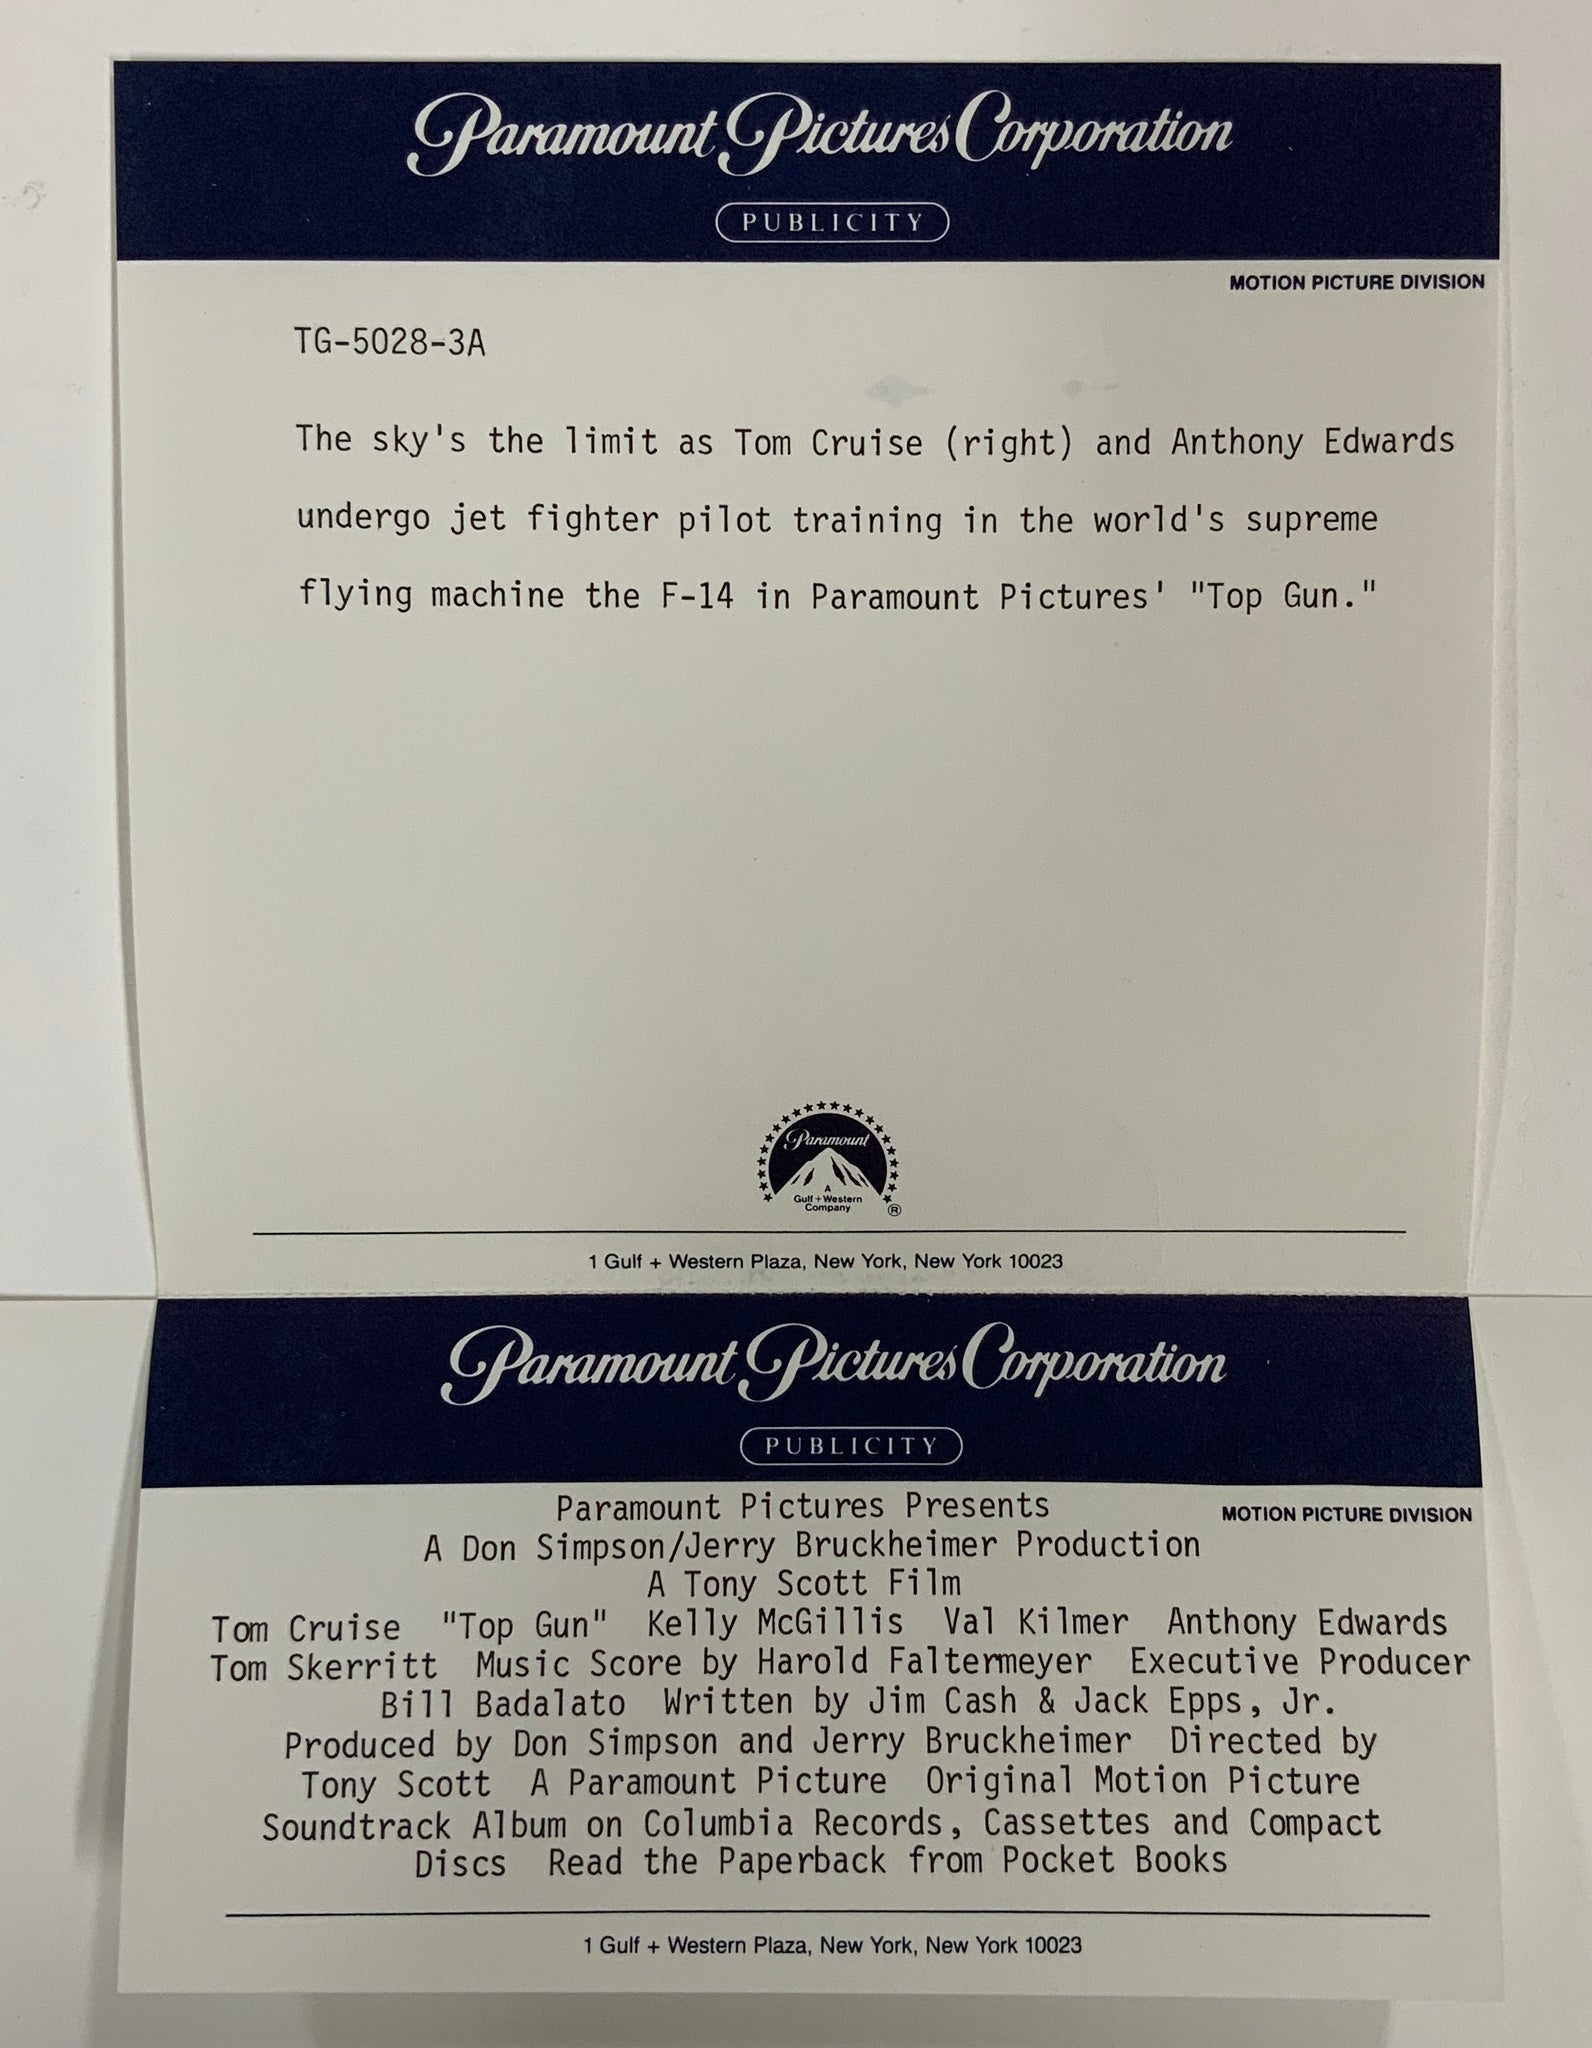 Paramount Pictures Corporation
PUBLICITY
MOTION PICTURE DIVISION
TG-5028-3A
The sky's the limit as Tom Cruise (right) and Anthony Edwards
undergo jet fighter pilot training in the world's supreme
flying machine the F-14 in Paramount Pictures' "Top Gun."
Paramount
A
Gulf + Western
Company
®
1 Gulf + Western Plaza, New York, New York 10023
Paramount Pictures Corporation
PUBLICITY
MOTION PICTURE DIVISION
Paramount Pictures Presents
A Don Simpson/Jerry Bruckheimer Production
A Tony Scott Film
Tom Cruise "Top Gun" Kelly McGillis Val Kilmer Anthony Edwards
Tom Skerritt Music Score by Harold Faltermeyer Executive Producer
Bill Badalato Written by Jim Cash & Jack Epps, Jr.
Produced by Don Simpson and Jerry Bruckheimer Directed by
Tony Scott A Paramount Picture Original Motion Picture
Soundtrack Album on Columbia Records, Cassettes and Compact
Discs Read the Paperback from Pocket Books
1 Gulf + Western Plaza, New York, New York 10023